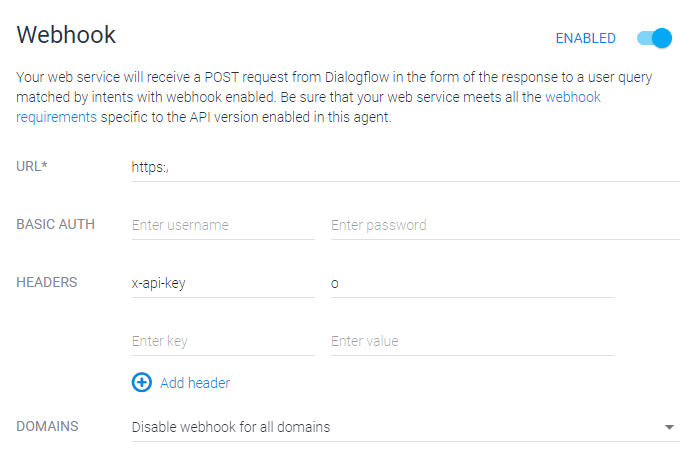 Webhook
ENABLED
Your web service will receive a POST request from Dialogflow in the form of the response to a user query
matched by intents with webhook enabled. Be sure that your web service meets all the webhook
requirements specific to the API version enabled in this agent.
URL* https:,
BASIC AUTH Enter username Enter password
HEADERS x-api-key o
Enter key Enter value
Add header
DOMAINS Disable webhook for all domains